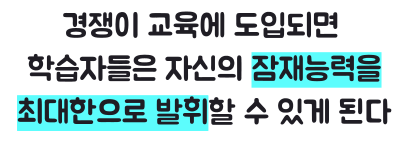 경쟁이 교육에 도입되면
학습자들은 자신의 잠재능력을
최대한으로 발휘할 수 있게 된다